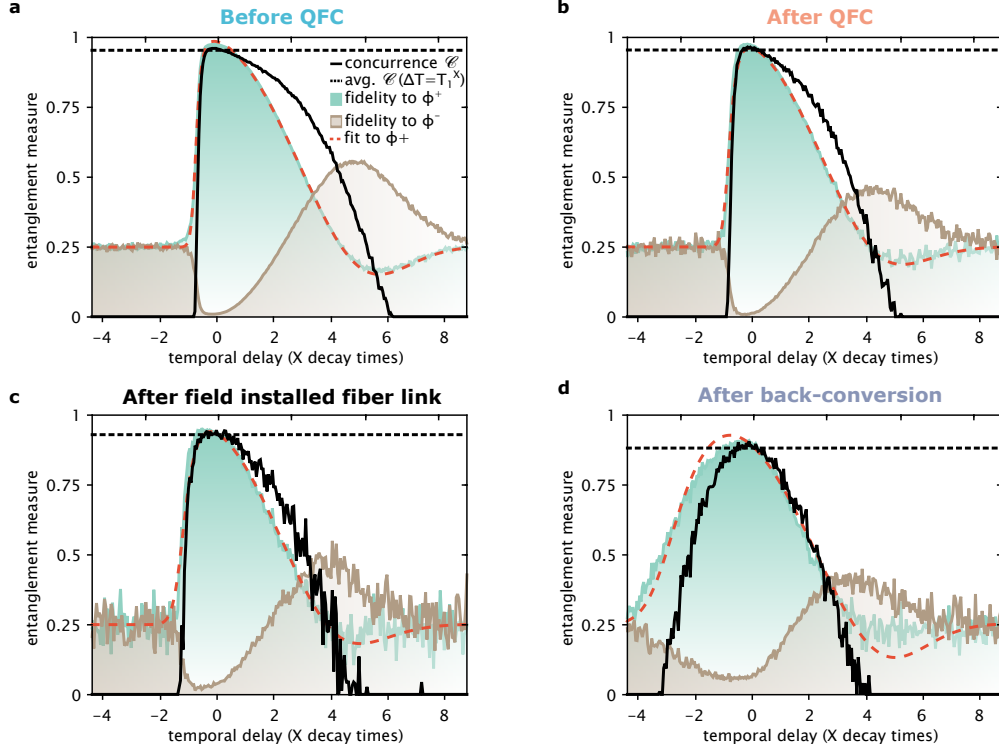 a
Before QFC
1
0.75
0.5
0.25
0
entanglement measure
concurrence 𝒞
avg. 𝒞(ΔT=T₁ˣ)
fidelity to ϕ⁺
fidelity to ϕ⁻
fit to ϕ+
−4 −2 0 2 4 6 8
temporal delay (X decay times)
b
After QFC
1
0.75
0.5
0.25
0
entanglement measure
−4 −2 0 2 4 6 8
temporal delay (X decay times)
c
After field installed fiber link
1
0.75
0.5
0.25
0
entanglement measure
−4 −2 0 2 4 6 8
temporal delay (X decay times)
d
After back-conversion
1
0.75
0.5
0.25
0
entanglement measure
−4 −2 0 2 4 6 8
temporal delay (X decay times)